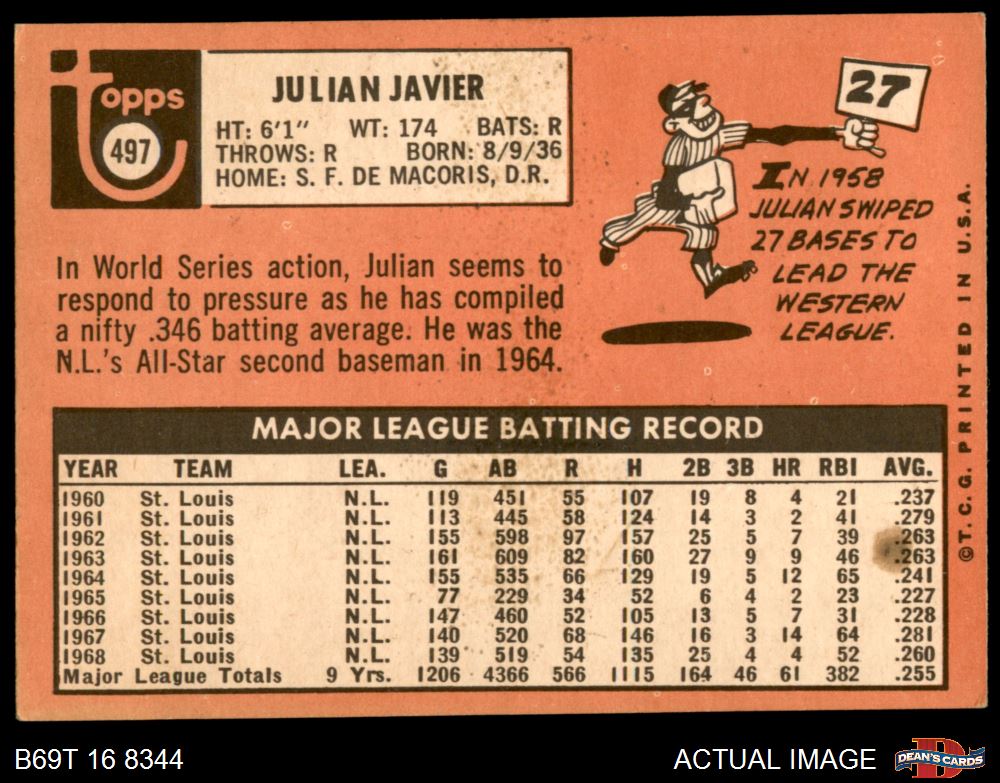 Topps
497
JULIAN JAVIER
HT: 6'1" WT: 174 BATS: R
THROWS: R BORN: 8/9/36
HOME: S. F. DE MACORIS, D.R.
27
IN 1958
JULIAN SWIPED
27 BASES TO
LEAD THE
WESTERN
LEAGUE.
In World Series action, Julian seems to
respond to pressure as he has compiled
a nifty .346 batting average. He was the
N.L.'s All-Star second baseman in 1964.
MAJOR LEAGUE BATTING RECORD
YEAR TEAM LEA. G AB R H 2B 3B HR RBI AVG.
1960 St. Louis N.L. 119 451 55 107 19 8 4 21 .237
1961 St. Louis N.L. 113 445 58 124 14 3 2 41 .279
1962 St. Louis N.L. 155 598 97 157 25 5 7 39 .263
1963 St. Louis N.L. 161 609 82 160 27 9 9 46 .263
1964 St. Louis N.L. 155 535 66 129 19 5 12 65 .241
1965 St. Louis N.L. 77 229 34 52 6 4 2 23 .227
1966 St. Louis N.L. 147 460 52 105 13 5 7 31 .228
1967 St. Louis N.L. 140 520 68 146 16 3 14 64 .281
1968 St. Louis N.L. 139 519 54 135 25 4 4 52 .260
Major League Totals 9 Yrs. 1206 4366 566 1115 164 46 61 382 .255
©T. C. G. PRINTED IN U.S.A.
B69T 16 8344
ACTUAL IMAGE
DEAN'S CARDS